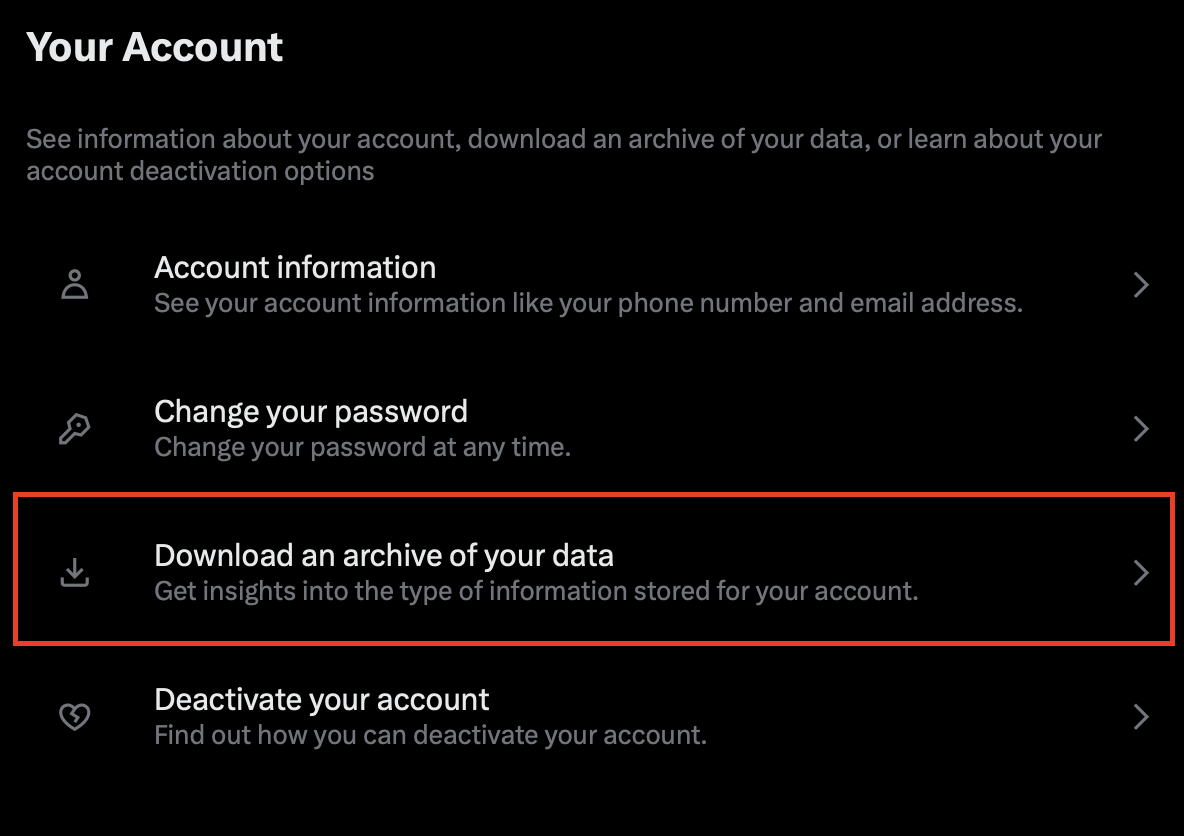 Your Account
See information about your account, download an archive of your data, or learn about your
account deactivation options
Account information
See your account information like your phone number and email address.
Change your password
Change your password at any time.
Download an archive of your data
Get insights into the type of information stored for your account.
Deactivate your account
Find out how you can deactivate your account.